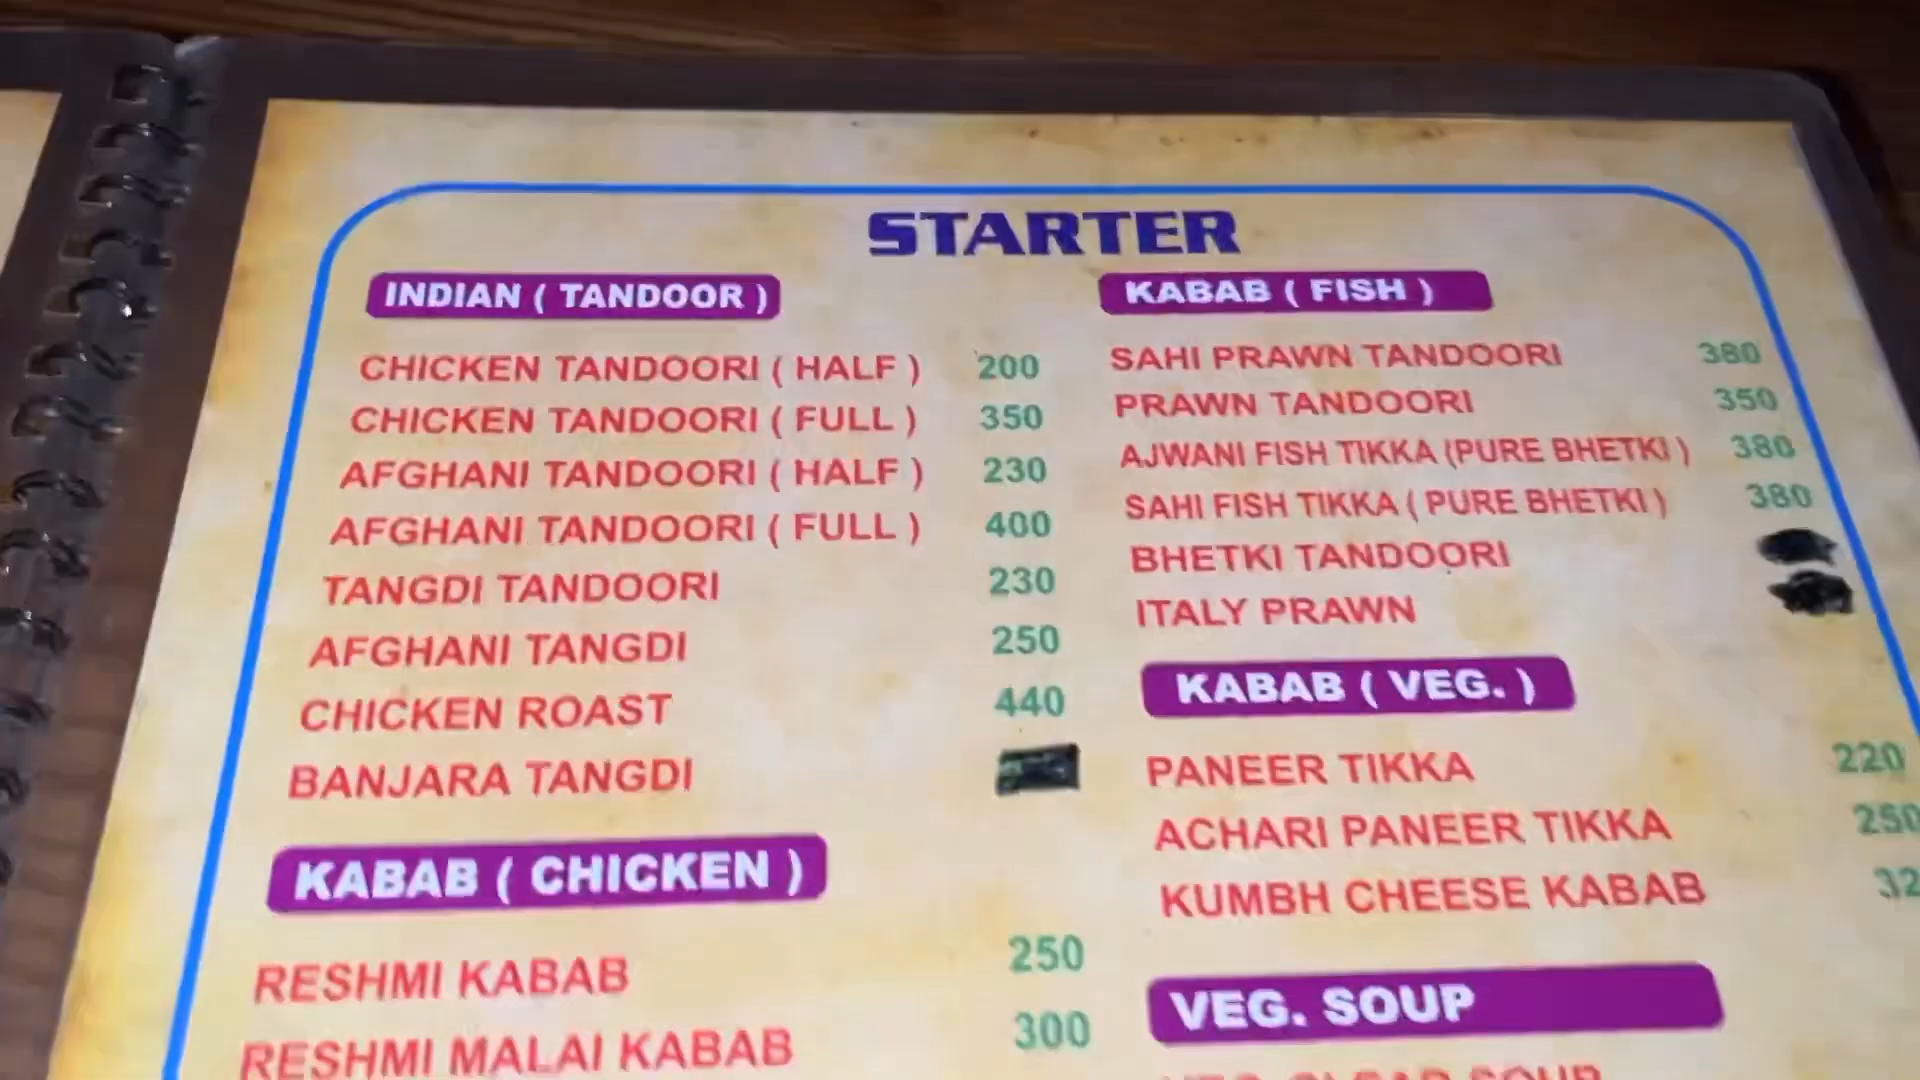 STARTER
INDIAN ( TANDOOR )
CHICKEN TANDOORI ( HALF ) 200
CHICKEN TANDOORI ( FULL ) 350
AFGHANI TANDOORI ( HALF ) 230
AFGHANI TANDOORI ( FULL ) 400
TANGDI TANDOORI 230
AFGHANI TANGDI 250
CHICKEN ROAST 440
BANJARA TANGDI
KABAB ( CHICKEN )
RESHMI KABAB 250
RESHMI MALAI KABAB 300
KABAB ( FISH )
SAHI PRAWN TANDOORI 380
PRAWN TANDOORI 350
AJWANI FISH TIKKA (PURE BHETKI ) 380
SAHI FISH TIKKA ( PURE BHETKI ) 380
BHETKI TANDOORI
ITALY PRAWN
KABAB ( VEG. )
PANEER TIKKA 220
ACHARI PANEER TIKKA 250
KUMBH CHEESE KABAB
VEG. SOUP